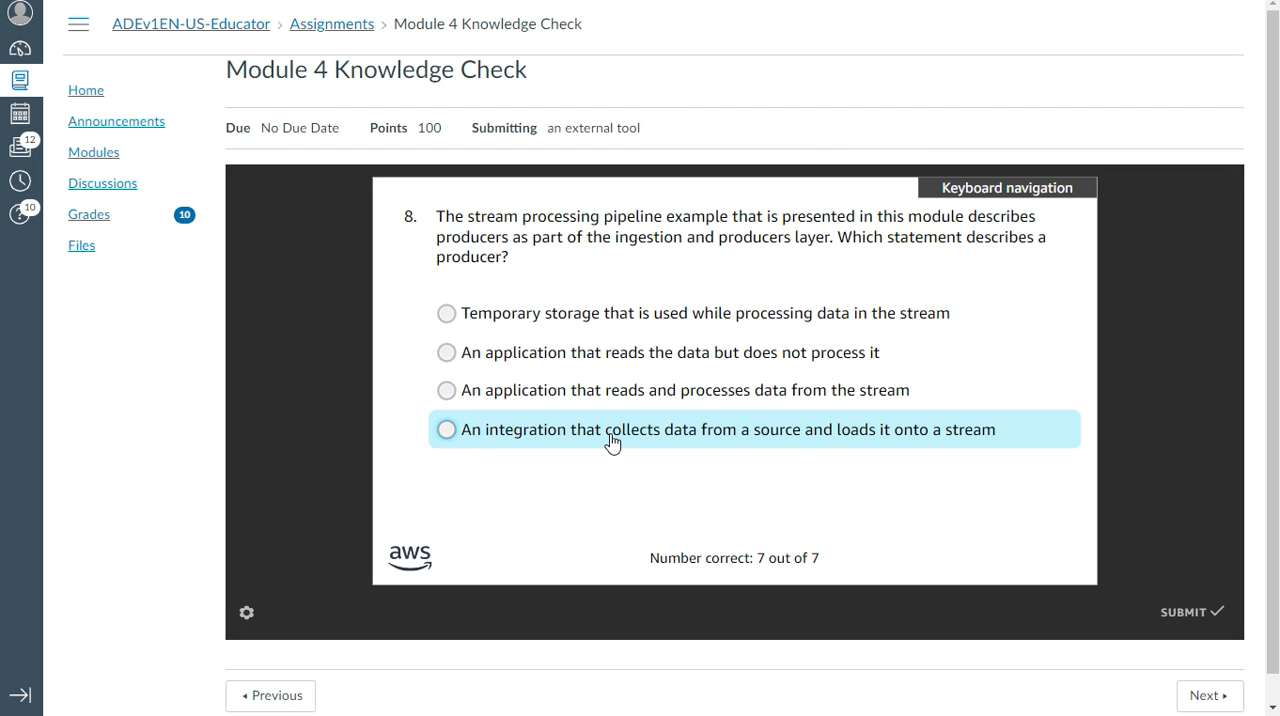 ADEv1EN-US-Educator › Assignments › Module 4 Knowledge Check
Module 4 Knowledge Check
Home
Announcements
Modules
Discussions
Grades 10
Files
12
10
Due No Due Date Points 100 Submitting an external tool
Keyboard navigation
8. The stream processing pipeline example that is presented in this module describes
producers as part of the ingestion and producers layer. Which statement describes a
producer?
Temporary storage that is used while processing data in the stream
An application that reads the data but does not process it
An application that reads and processes data from the stream
An integration that collects data from a source and loads it onto a stream
aws
Number correct: 7 out of 7
SUBMIT
Previous
Next